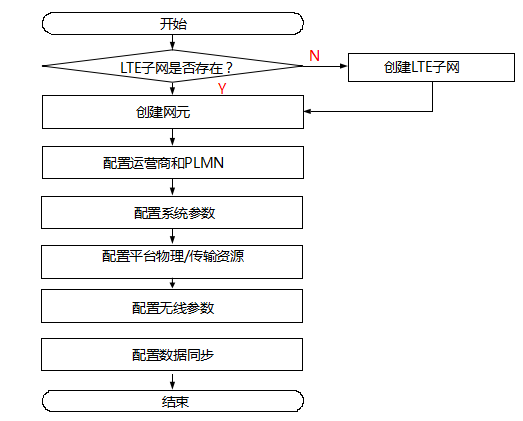 开始
LTE子网是否存在？
N
创建LTE子网
Y
创建网元
配置运营商和PLMN
配置系统参数
配置平台物理/传输资源
配置无线参数
配置数据同步
结束